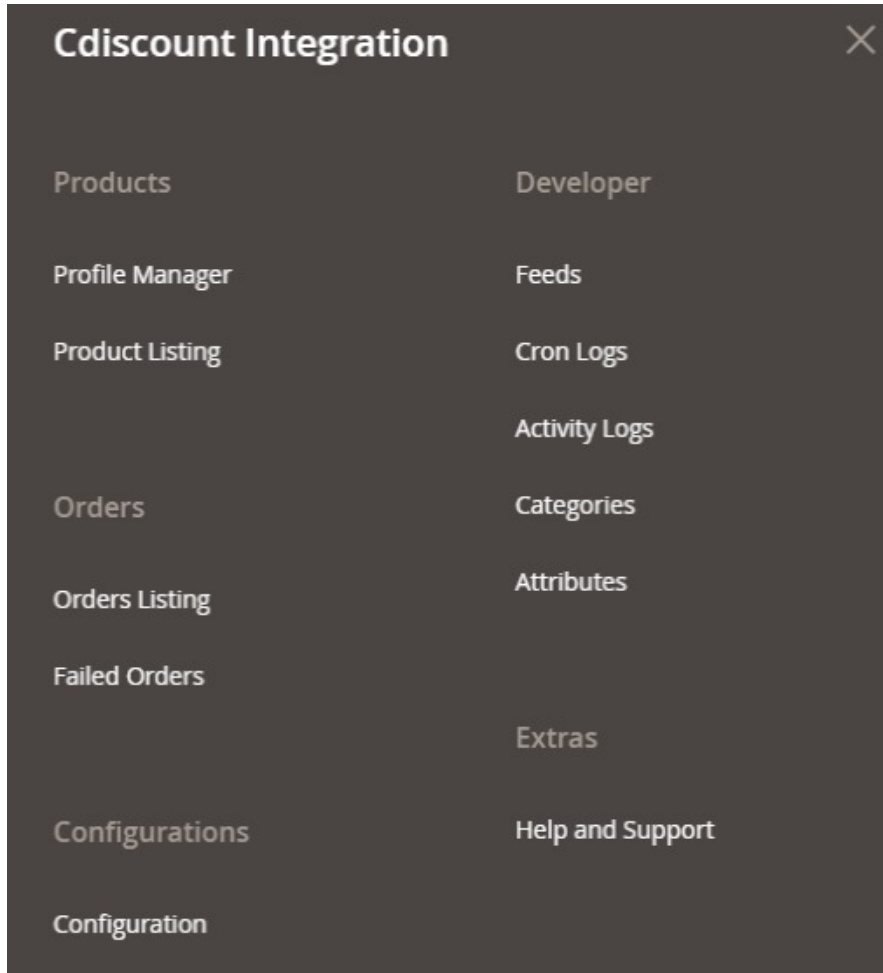 Cdiscount Integration
Products
Profile Manager
Product Listing
Orders
Orders Listing
Failed Orders
Configurations
Configuration
Developer
Feeds
Cron Logs
Activity Logs
Categories
Attributes
Extras
Help and Support